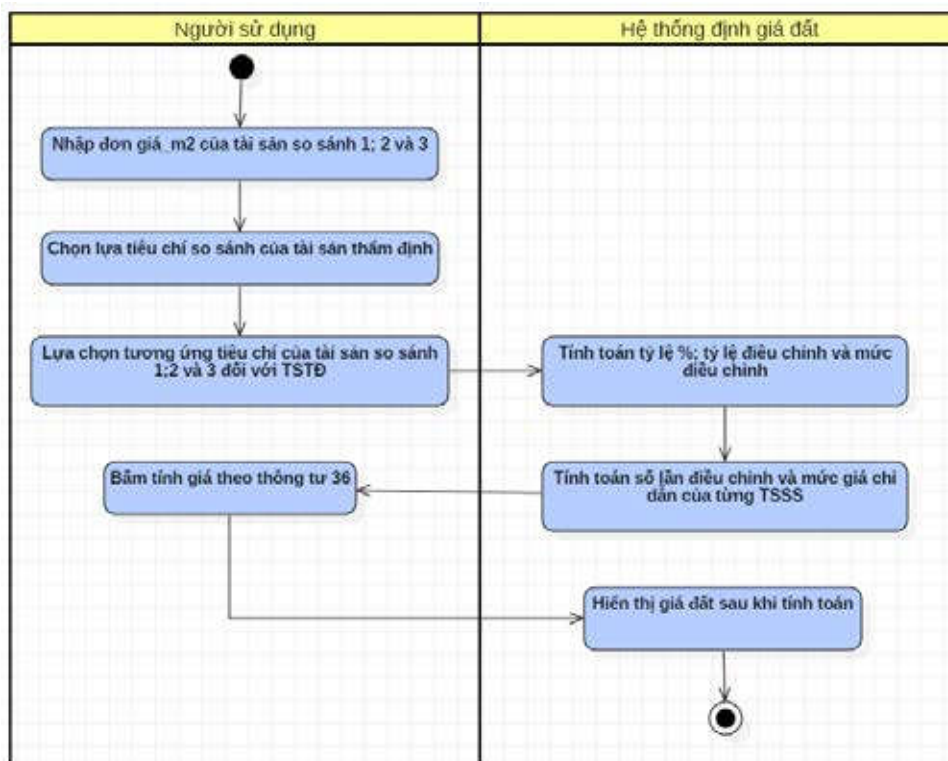 Người sử dụng
Hệ thống định giá đất
Nhập đơn giá_m2 của tài sản so sánh 1; 2 và 3
Chọn lựa tiêu chí so sánh của tài sản thẩm định
Lựa chọn tương ứng tiêu chí của tài sản so sánh
1;2 và 3 đối với TSTĐ
Tính toán tỷ lệ %; tỷ lệ điều chỉnh và mức
điều chỉnh
Tính toán số lần điều chỉnh và mức giá chỉ
dẫn của từng TSSS
Bấm tính giá theo thông tư 36
Hiển thị giá đất sau khi tính toán